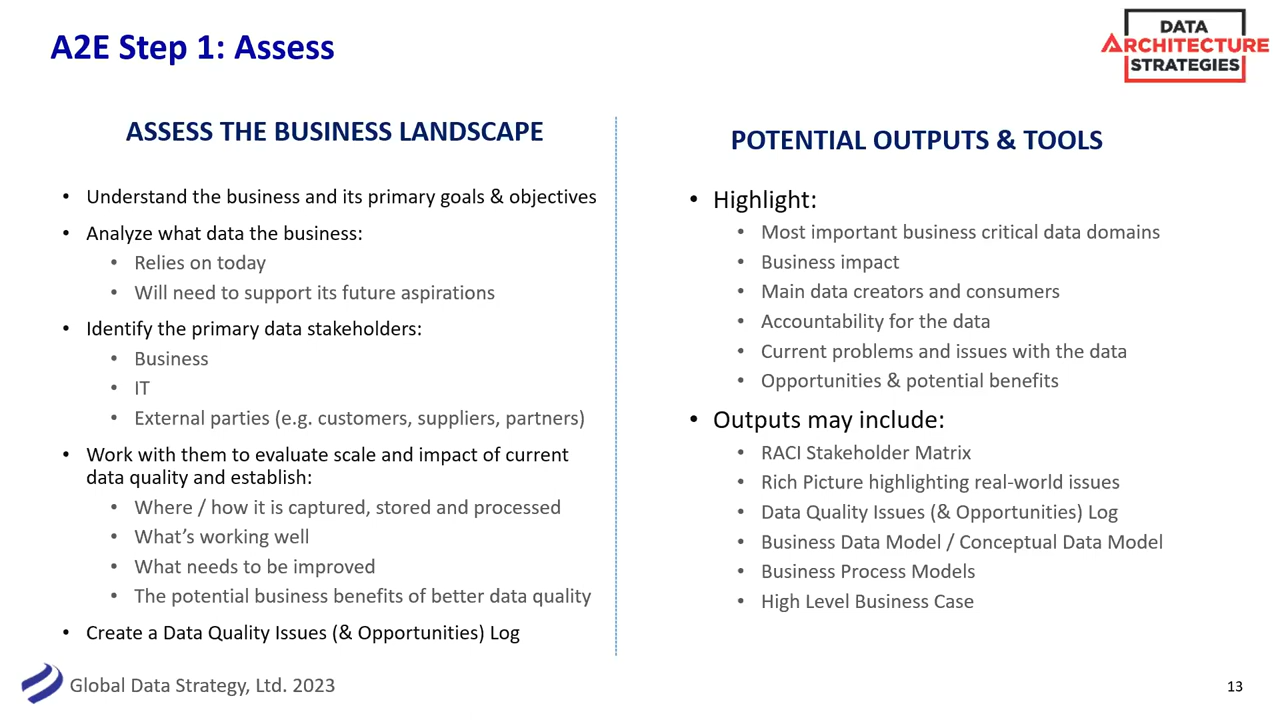 A2E Step 1: Assess
DATA
ARCHITECTURE
STRATEGIES
ASSESS THE BUSINESS LANDSCAPE
• Understand the business and its primary goals & objectives
• Analyze what data the business:
• Relies on today
• Will need to support its future aspirations
• Identify the primary data stakeholders:
• Business
• IT
• External parties (e.g. customers, suppliers, partners)
• Work with them to evaluate scale and impact of current
data quality and establish:
• Where / how it is captured, stored and processed
• What’s working well
• What needs to be improved
• The potential business benefits of better data quality
• Create a Data Quality Issues (& Opportunities) Log
POTENTIAL OUTPUTS & TOOLS
• Highlight:
• Most important business critical data domains
• Business impact
• Main data creators and consumers
• Accountability for the data
• Current problems and issues with the data
• Opportunities & potential benefits
• Outputs may include:
• RACI Stakeholder Matrix
• Rich Picture highlighting real-world issues
• Data Quality Issues (& Opportunities) Log
• Business Data Model / Conceptual Data Model
• Business Process Models
• High Level Business Case
Global Data Strategy, Ltd. 2023
13